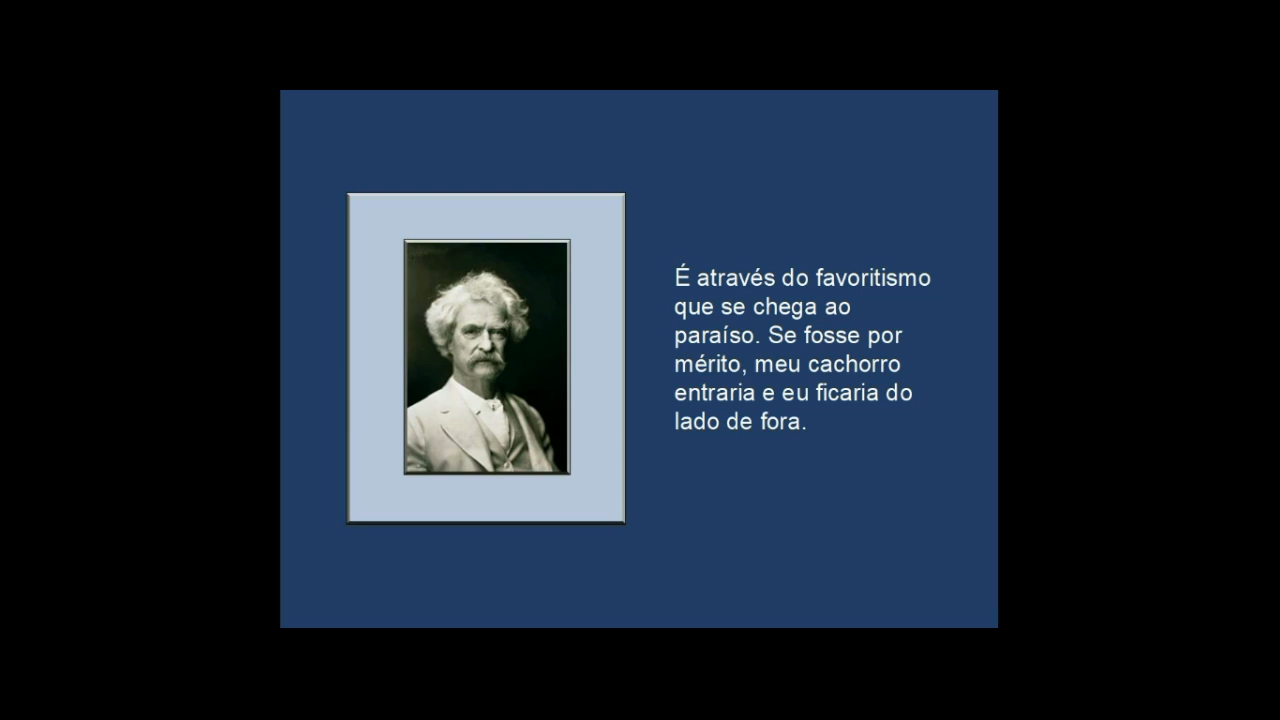 É através do favoritismo
que se chega ao
paraíso. Se fosse por
mérito, meu cachorro
entraria e eu ficaria do
lado de fora.